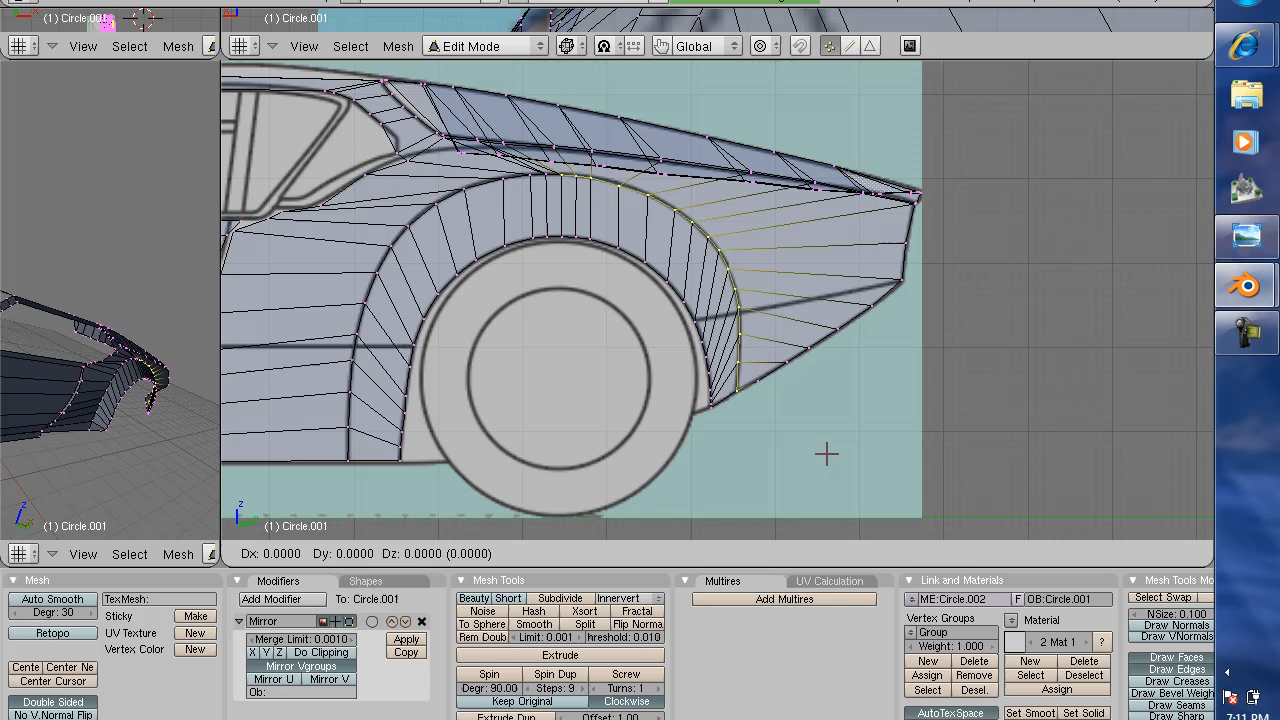 (1) Circle.001
(1) Circle.001
View Select Mesh
View Select Mesh Edit Mode Global
z
(1) Circle.001
z
(1) Circle.001
View Select Mesh
Dx: 0.0000 Dy: 0.0000 Dz: 0.0000 (0.0000)
Mesh
Auto Smooth
Degr: 30
Retopo
Cente Cente Ne
Center Cursor
Double Sided
No V.Normal Flip
TexMesh:
Sticky Make
UV Texture New
Vertex Color New
Modifiers Shapes
Add Modifier To: Circle.001
Mirror
Merge Limit: 0.0010
X Y Z Do Clipping
Mirror Vgroups
Mirror U Mirror V
Ob:
Apply
Copy
Mesh Tools
Beauty Short Subdivide Innervert
Noise Hash Xsort Fractal
To Sphere Smooth Split Flip Norma
Rem Doub Limit: 0.001 hreshold: 0.010
Extrude
Spin Spin Dup Screw
Degr: 90.00 Steps: 9 Turns: 1
Keep Original Clockwise
Extrude Dup Offset: 1.00
Multires UV Calculation
Add Multires
Link and Materials
ME:Circle.002 F OB:Circle.001
Vertex Groups
Group
Weight: 1.000
New Delete
Assign Remove
Select Desel.
AutoTexSpace
Material
2 Mat 1 ?
New Delete
Select Deselect
Assign
Set Smoot Set Solid
Mesh Tools Mo
Select Swap
NSize: 0.100
Draw Normals
Draw VNormals
Draw Faces
Draw Edges
Draw Creases
Draw Bevel Weigh
Draw Seams
7:11 PM